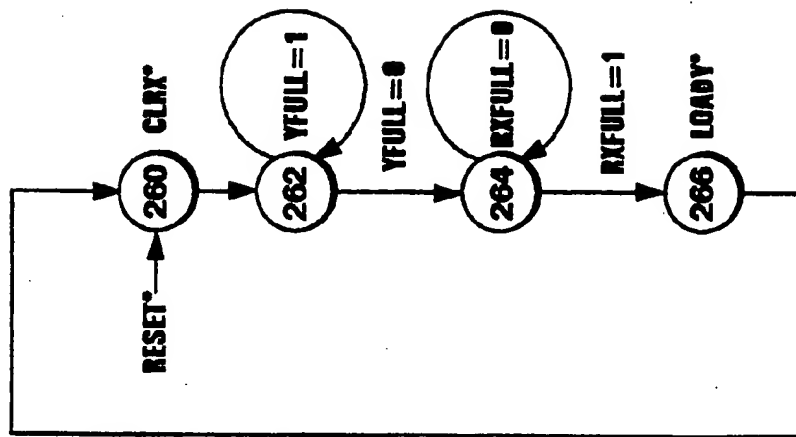 RESET*
260
CLRX*
262
YFULL=1
YFULL=0
264
RXFULL=0
RXFULL=1
266
LOADY*